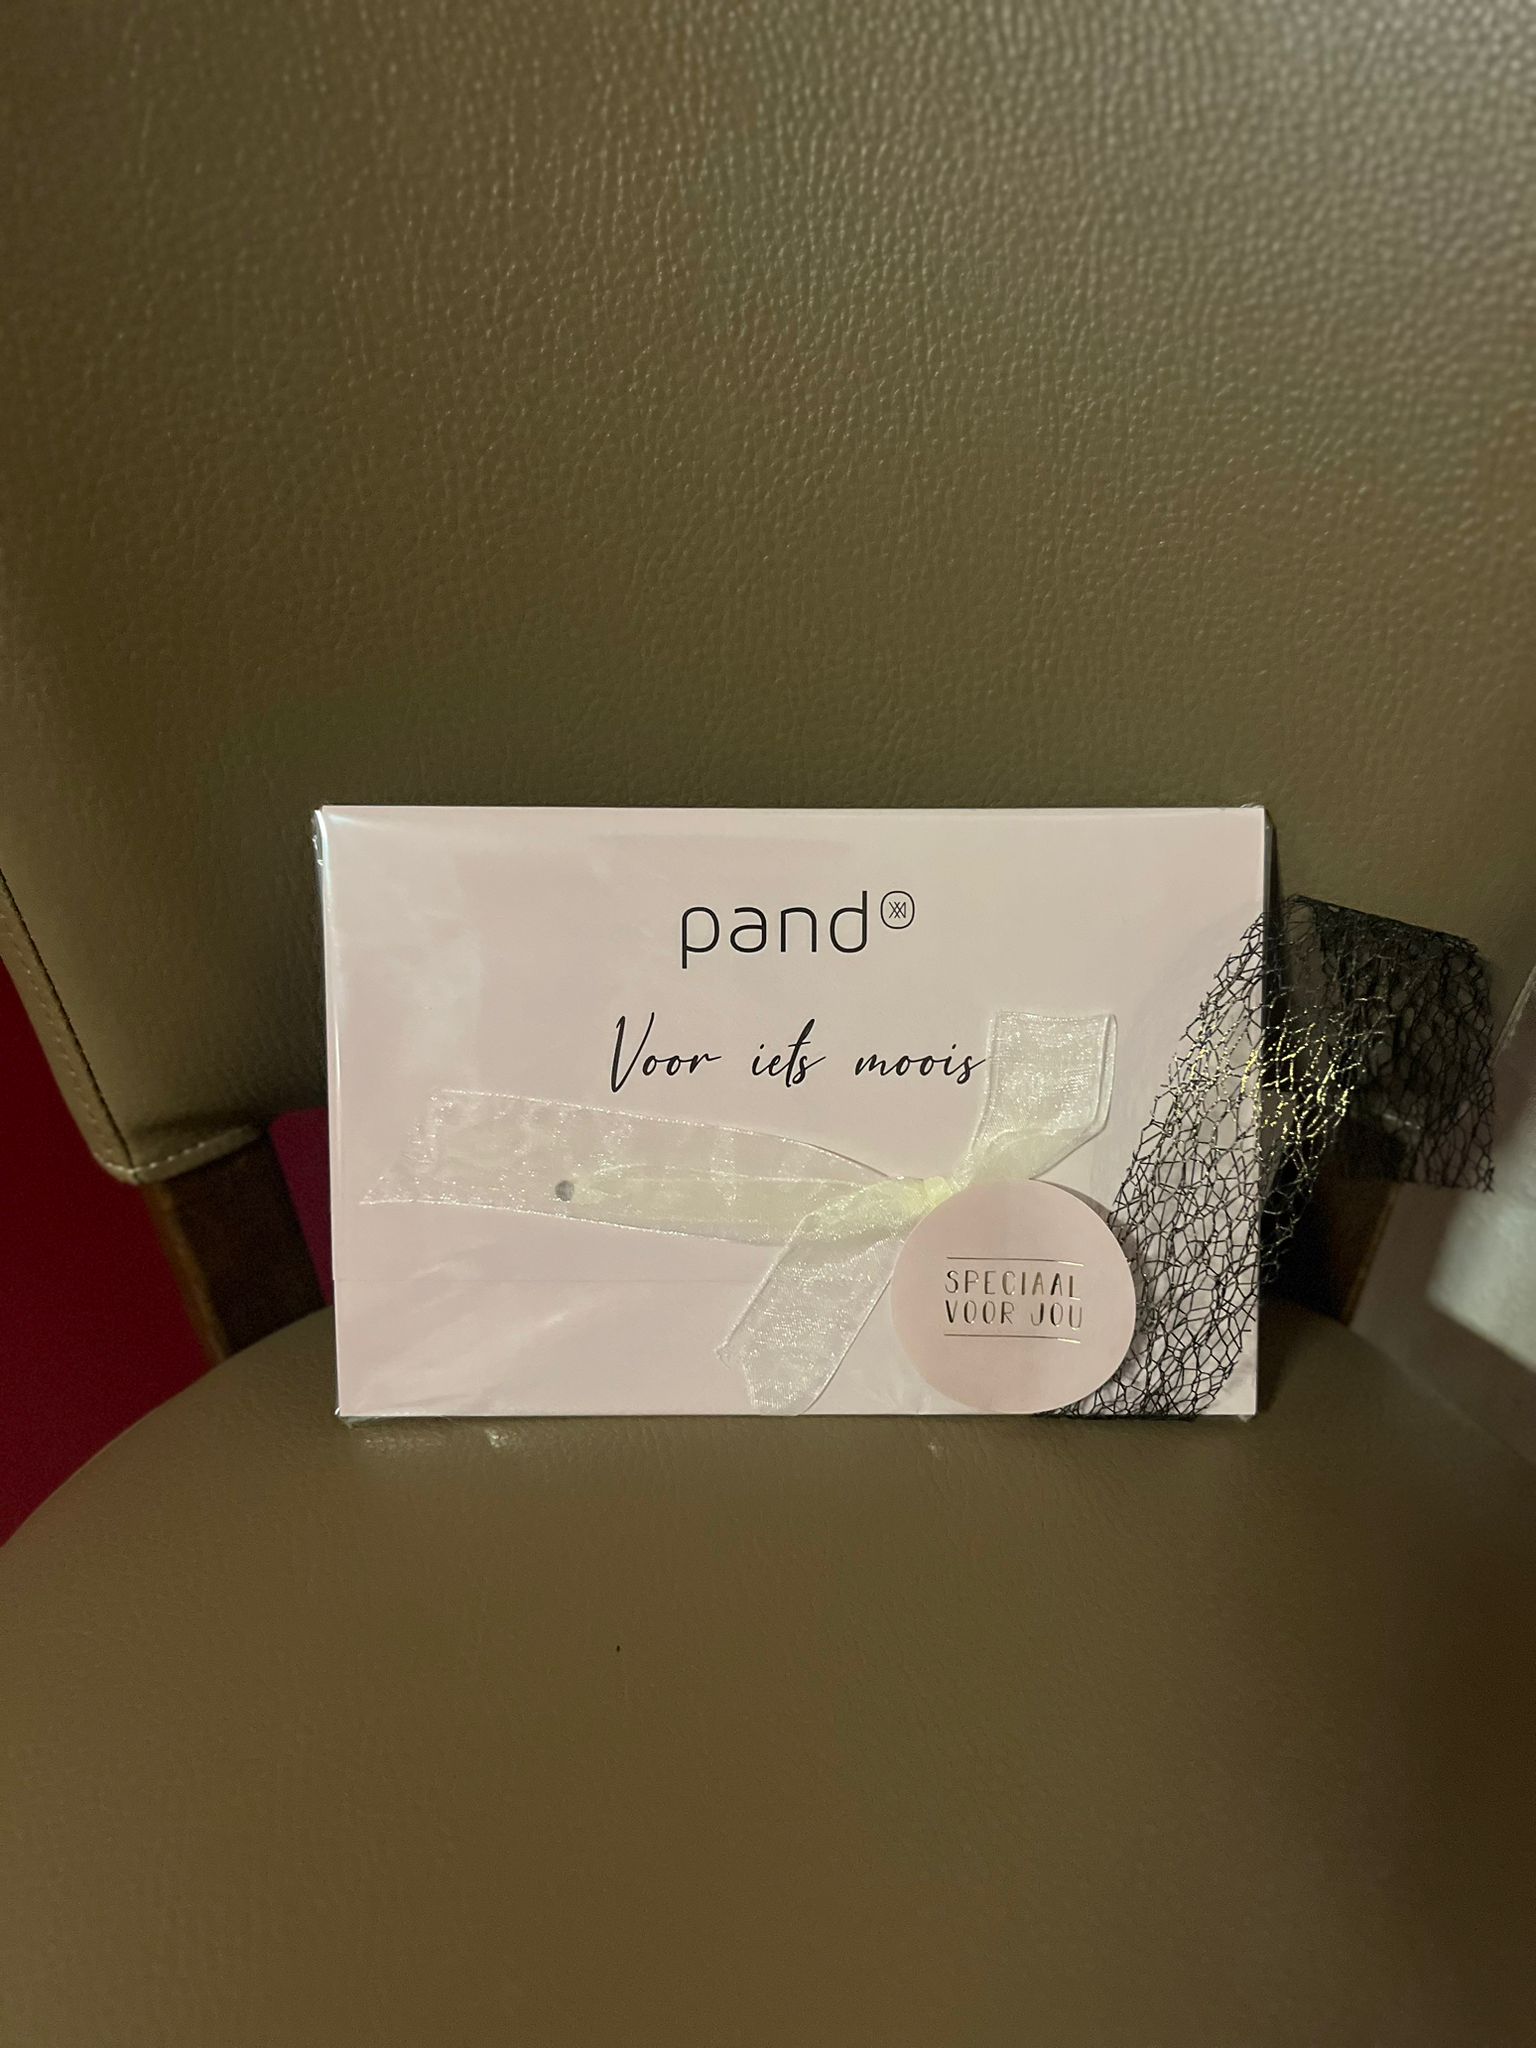 pand
Voor iets moois
SPECIAAL
VOOR JOU